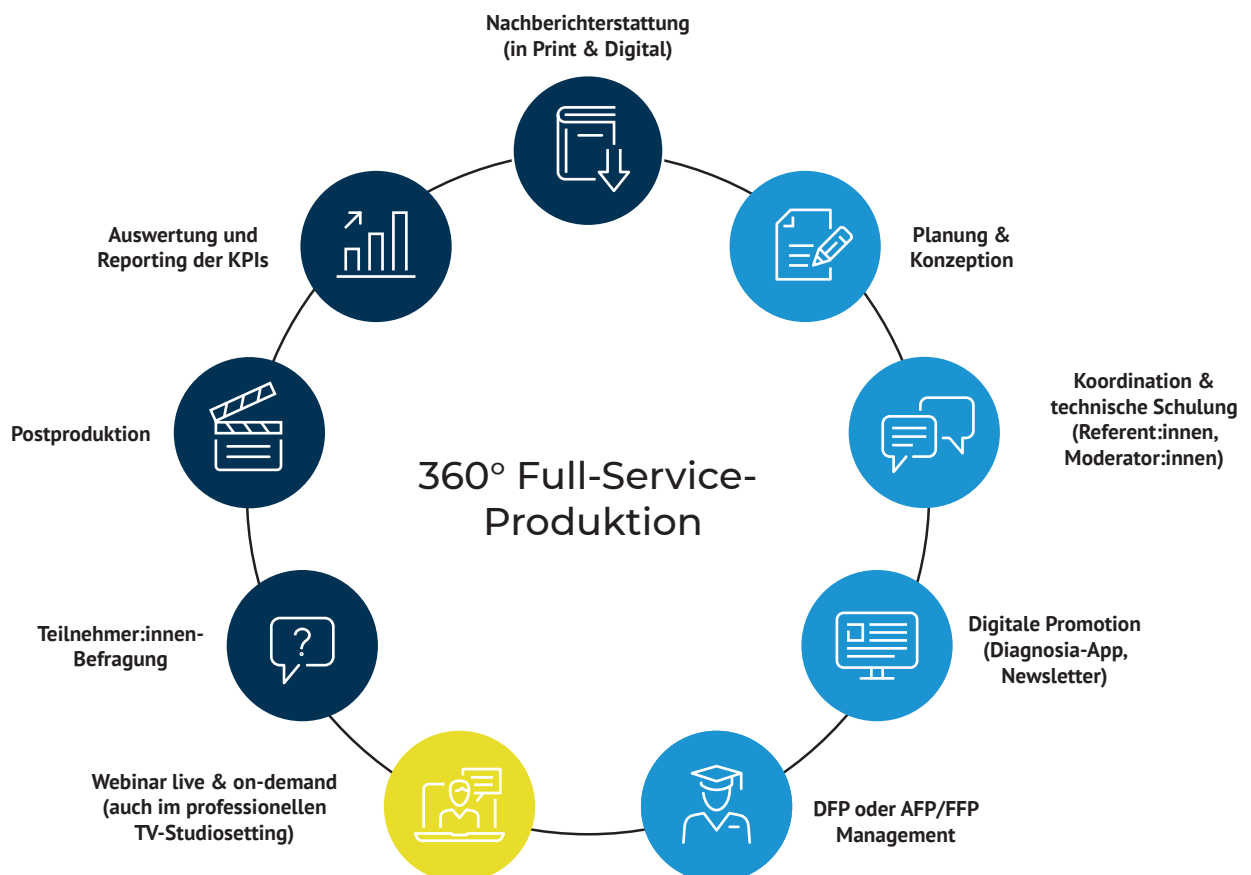 Nachberichterstattung
(in Print & Digital)
Planung &
Konzeption
Koordination &
technische Schulung
(Referent:innen,
Moderator:innen)
Digitale Promotion
(Diagnosia-App,
Newsletter)
DFP oder AFP/FFP
Management
Webinar live & on-demand
(auch im professionellen
TV-Studiosetting)
Teilnehmer:innen-
Befragung
?
Postproduktion
Auswertung und
Reporting der KPIs
360° Full-Service-
Produktion